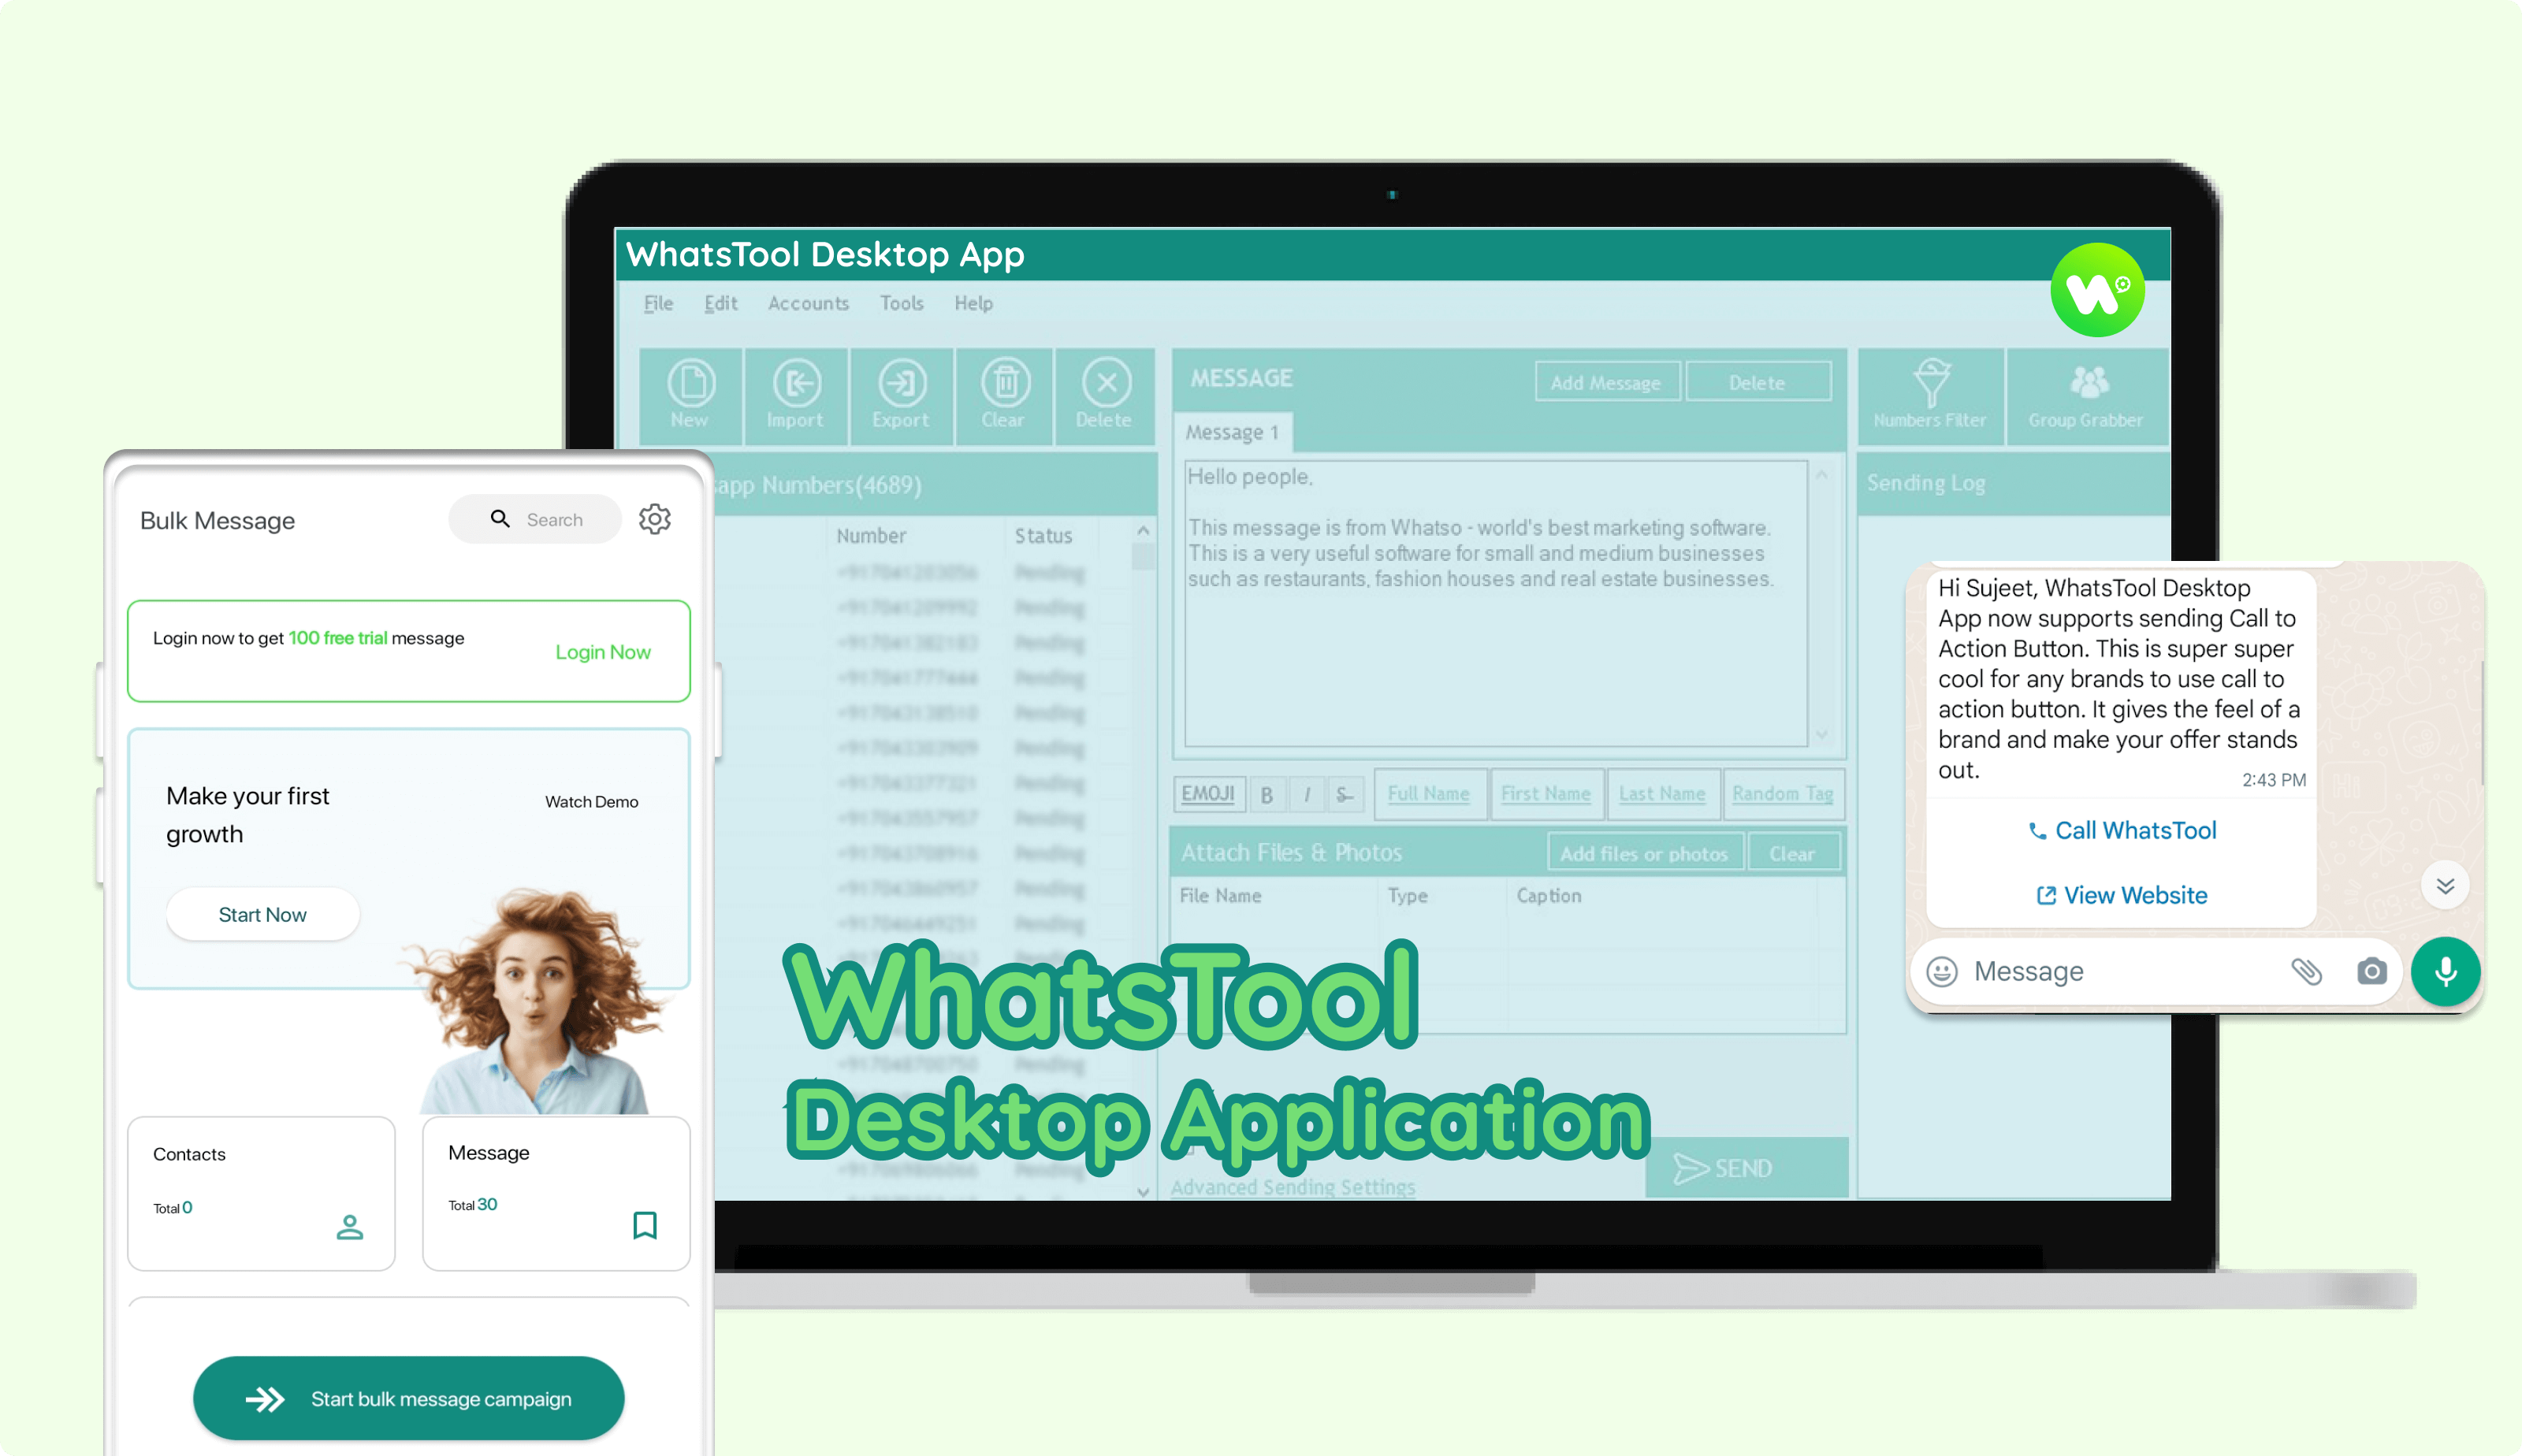 WhatsTool Desktop App
File Edit Accounts Tools Help
New Import Export Clear Delete
MESSAGE
Add Message Delete
Message 1
Numbers Filter Group Grabber
app Numbers(4689)
Number Status
Hello people,
This message is from Whatso - world's best marketing software.
This is a very useful software for small and medium businesses
such as restaurants, fashion houses and real estate businesses.
Sending Log
EMOJI B I S Full Name First Name Last Name Random Tag
Attach Files & Photos
Add files or photos Clear
File Name Type Caption
WhatsTool
Desktop Application
Advanced Sending Settings
SEND
Bulk Message
Search
Login now to get 100 free trial message
Login Now
Make your first
growth
Watch Demo
Start Now
Contacts
Total 0
Message
Total 30
Start bulk message campaign
Hi Sujeet, WhatsTool Desktop
App now supports sending Call to
Action Button. This is super super
cool for any brands to use call to
action button. It gives the feel of a
brand and make your offer stands
out.
2:43 PM
Call WhatsTool
View Website
Message